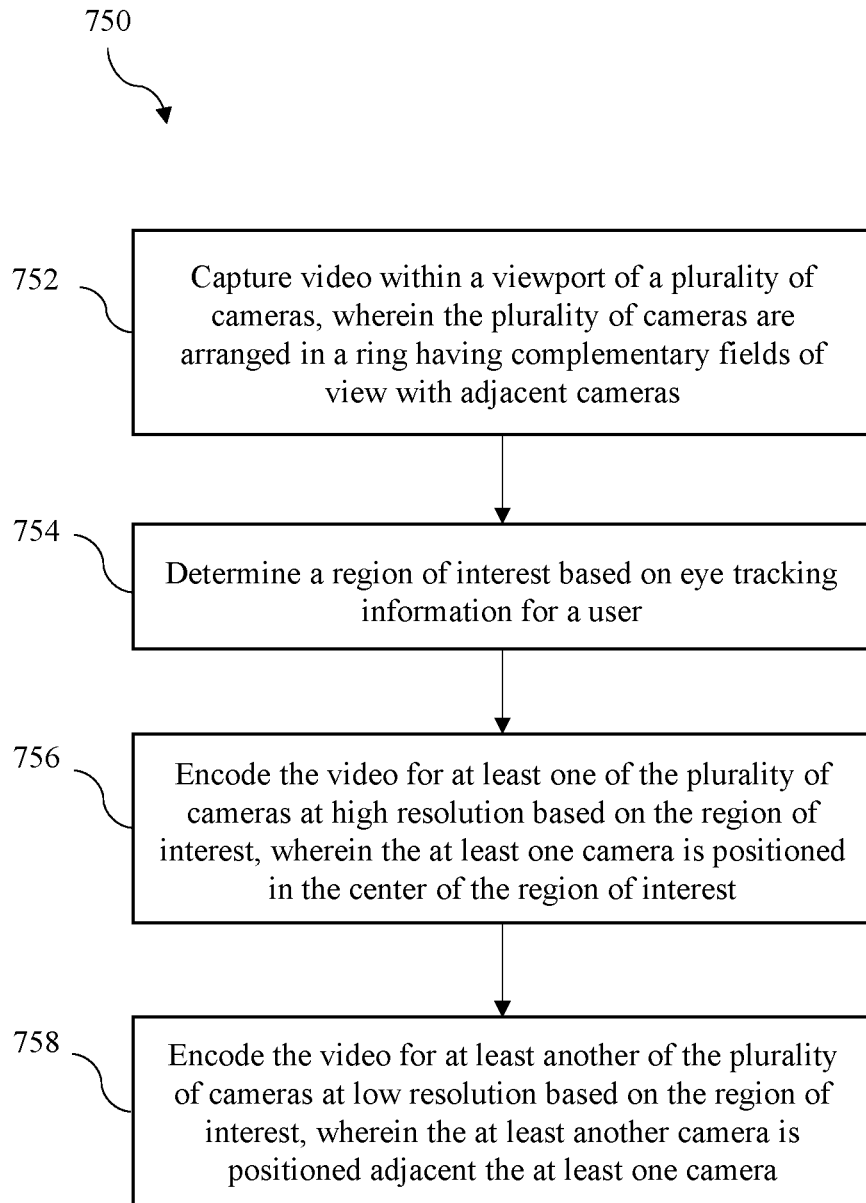 750
752
Capture video within a viewport of a plurality of
cameras, wherein the plurality of cameras are
arranged in a ring having complementary fields of
view with adjacent cameras
754
Determine a region of interest based on eye tracking
information for a user
756
Encode the video for at least one of the plurality of
cameras at high resolution based on the region of
interest, wherein the at least one camera is positioned
in the center of the region of interest
758
Encode the video for at least another of the plurality
of cameras at low resolution based on the region of
interest, wherein the at least another camera is
positioned adjacent the at least one camera